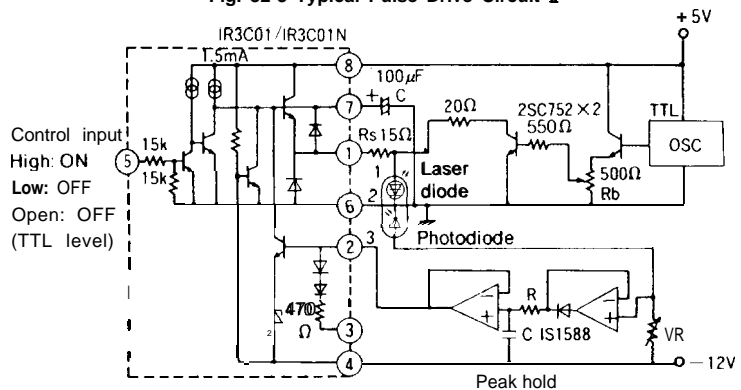 Fig. 32-3 Typical Pulse Drive Circuit 2
IR3C01/IR3C01N
+5V
1.5mA
8
100μF
7
+ C
20Ω
2SC752×2
550Ω
TTL
OSC
Control input
High: ON
Low: OFF
Open: OFF
(TTL level)
5
15k
15k
1
Rs 15Ω
1
Laser
diode
500Ω
Rb
6
2
Photodiode
2
3
470
Ω
2
3
4
R
C IS1588
VR
−12V
Peak hold